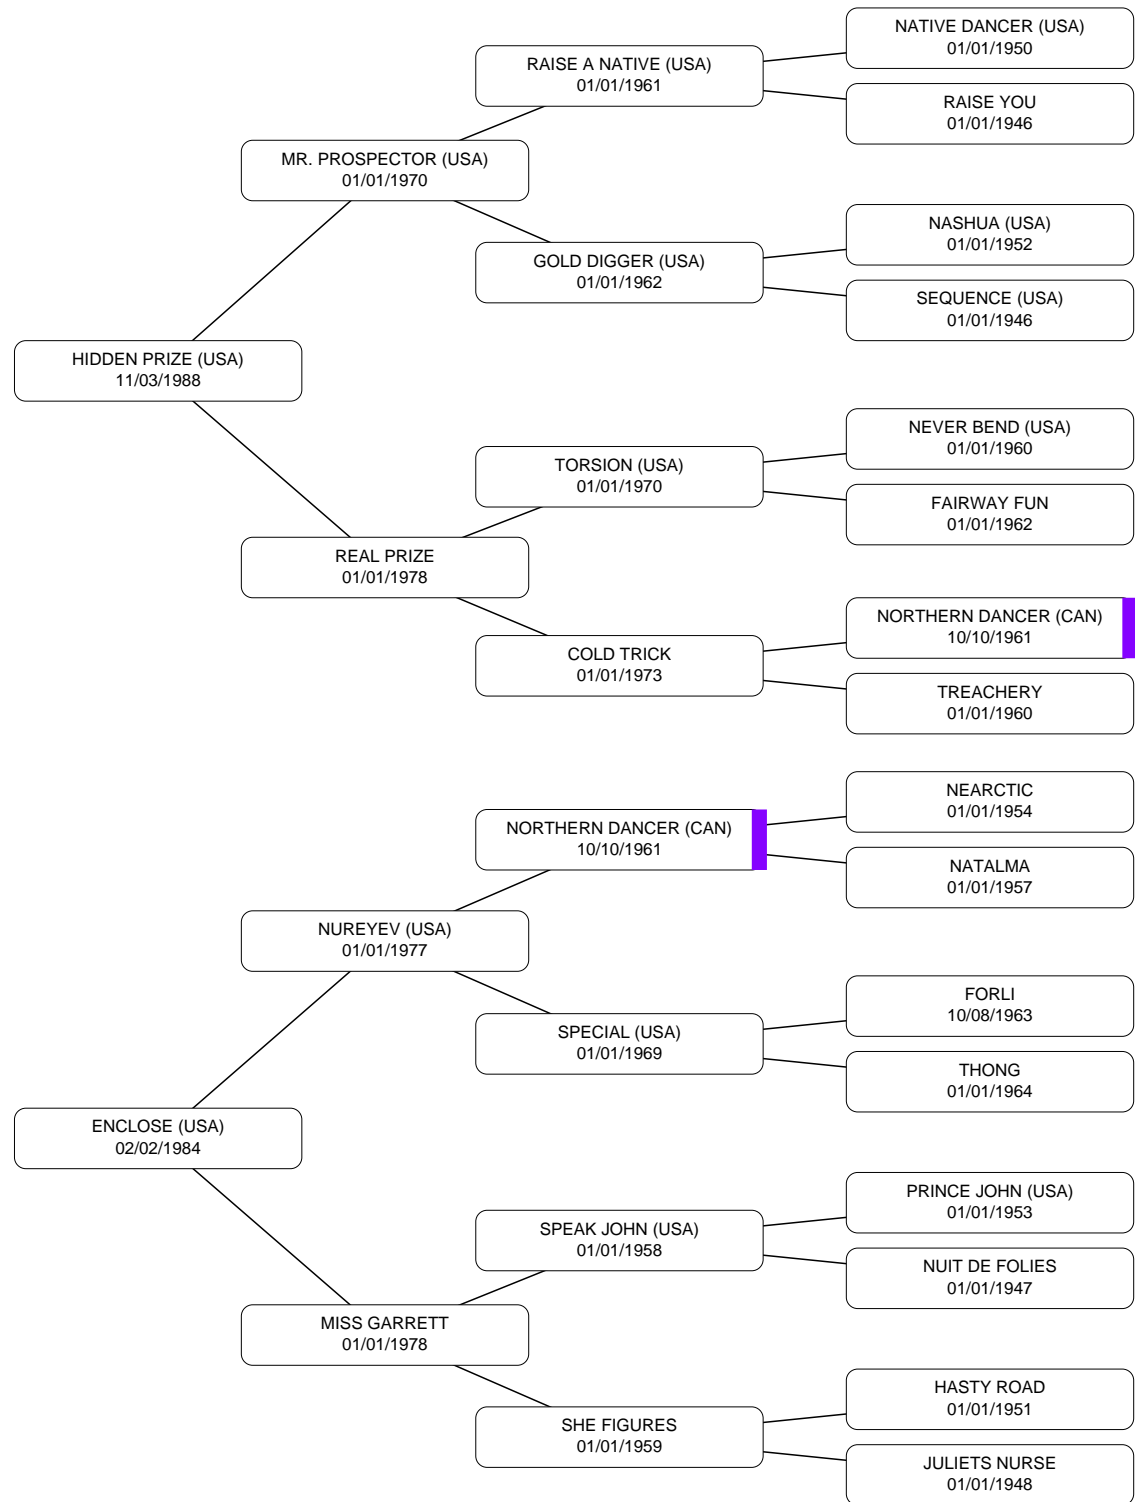 NATIVE DANCER (USA)
01/01/1950
RAISE A NATIVE (USA)
01/01/1961
RAISE YOU
01/01/1946
MR. PROSPECTOR (USA)
01/01/1970
NASHUA (USA)
01/01/1952
GOLD DIGGER (USA)
01/01/1962
SEQUENCE (USA)
01/01/1946
HIDDEN PRIZE (USA)
11/03/1988
NEVER BEND (USA)
01/01/1960
TORSION (USA)
01/01/1970
FAIRWAY FUN
01/01/1962
REAL PRIZE
01/01/1978
NORTHERN DANCER (CAN)
10/10/1961
COLD TRICK
01/01/1973
TREACHERY
01/01/1960
NEARCTIC
01/01/1954
NORTHERN DANCER (CAN)
10/10/1961
NATALMA
01/01/1957
NUREYEV (USA)
01/01/1977
FORLI
10/08/1963
SPECIAL (USA)
01/01/1969
THONG
01/01/1964
ENCLOSE (USA)
02/02/1984
PRINCE JOHN (USA)
01/01/1953
SPEAK JOHN (USA)
01/01/1958
NUIT DE FOLIES
01/01/1947
MISS GARRETT
01/01/1978
HASTY ROAD
01/01/1951
SHE FIGURES
01/01/1959
JULIETS NURSE
01/01/1948